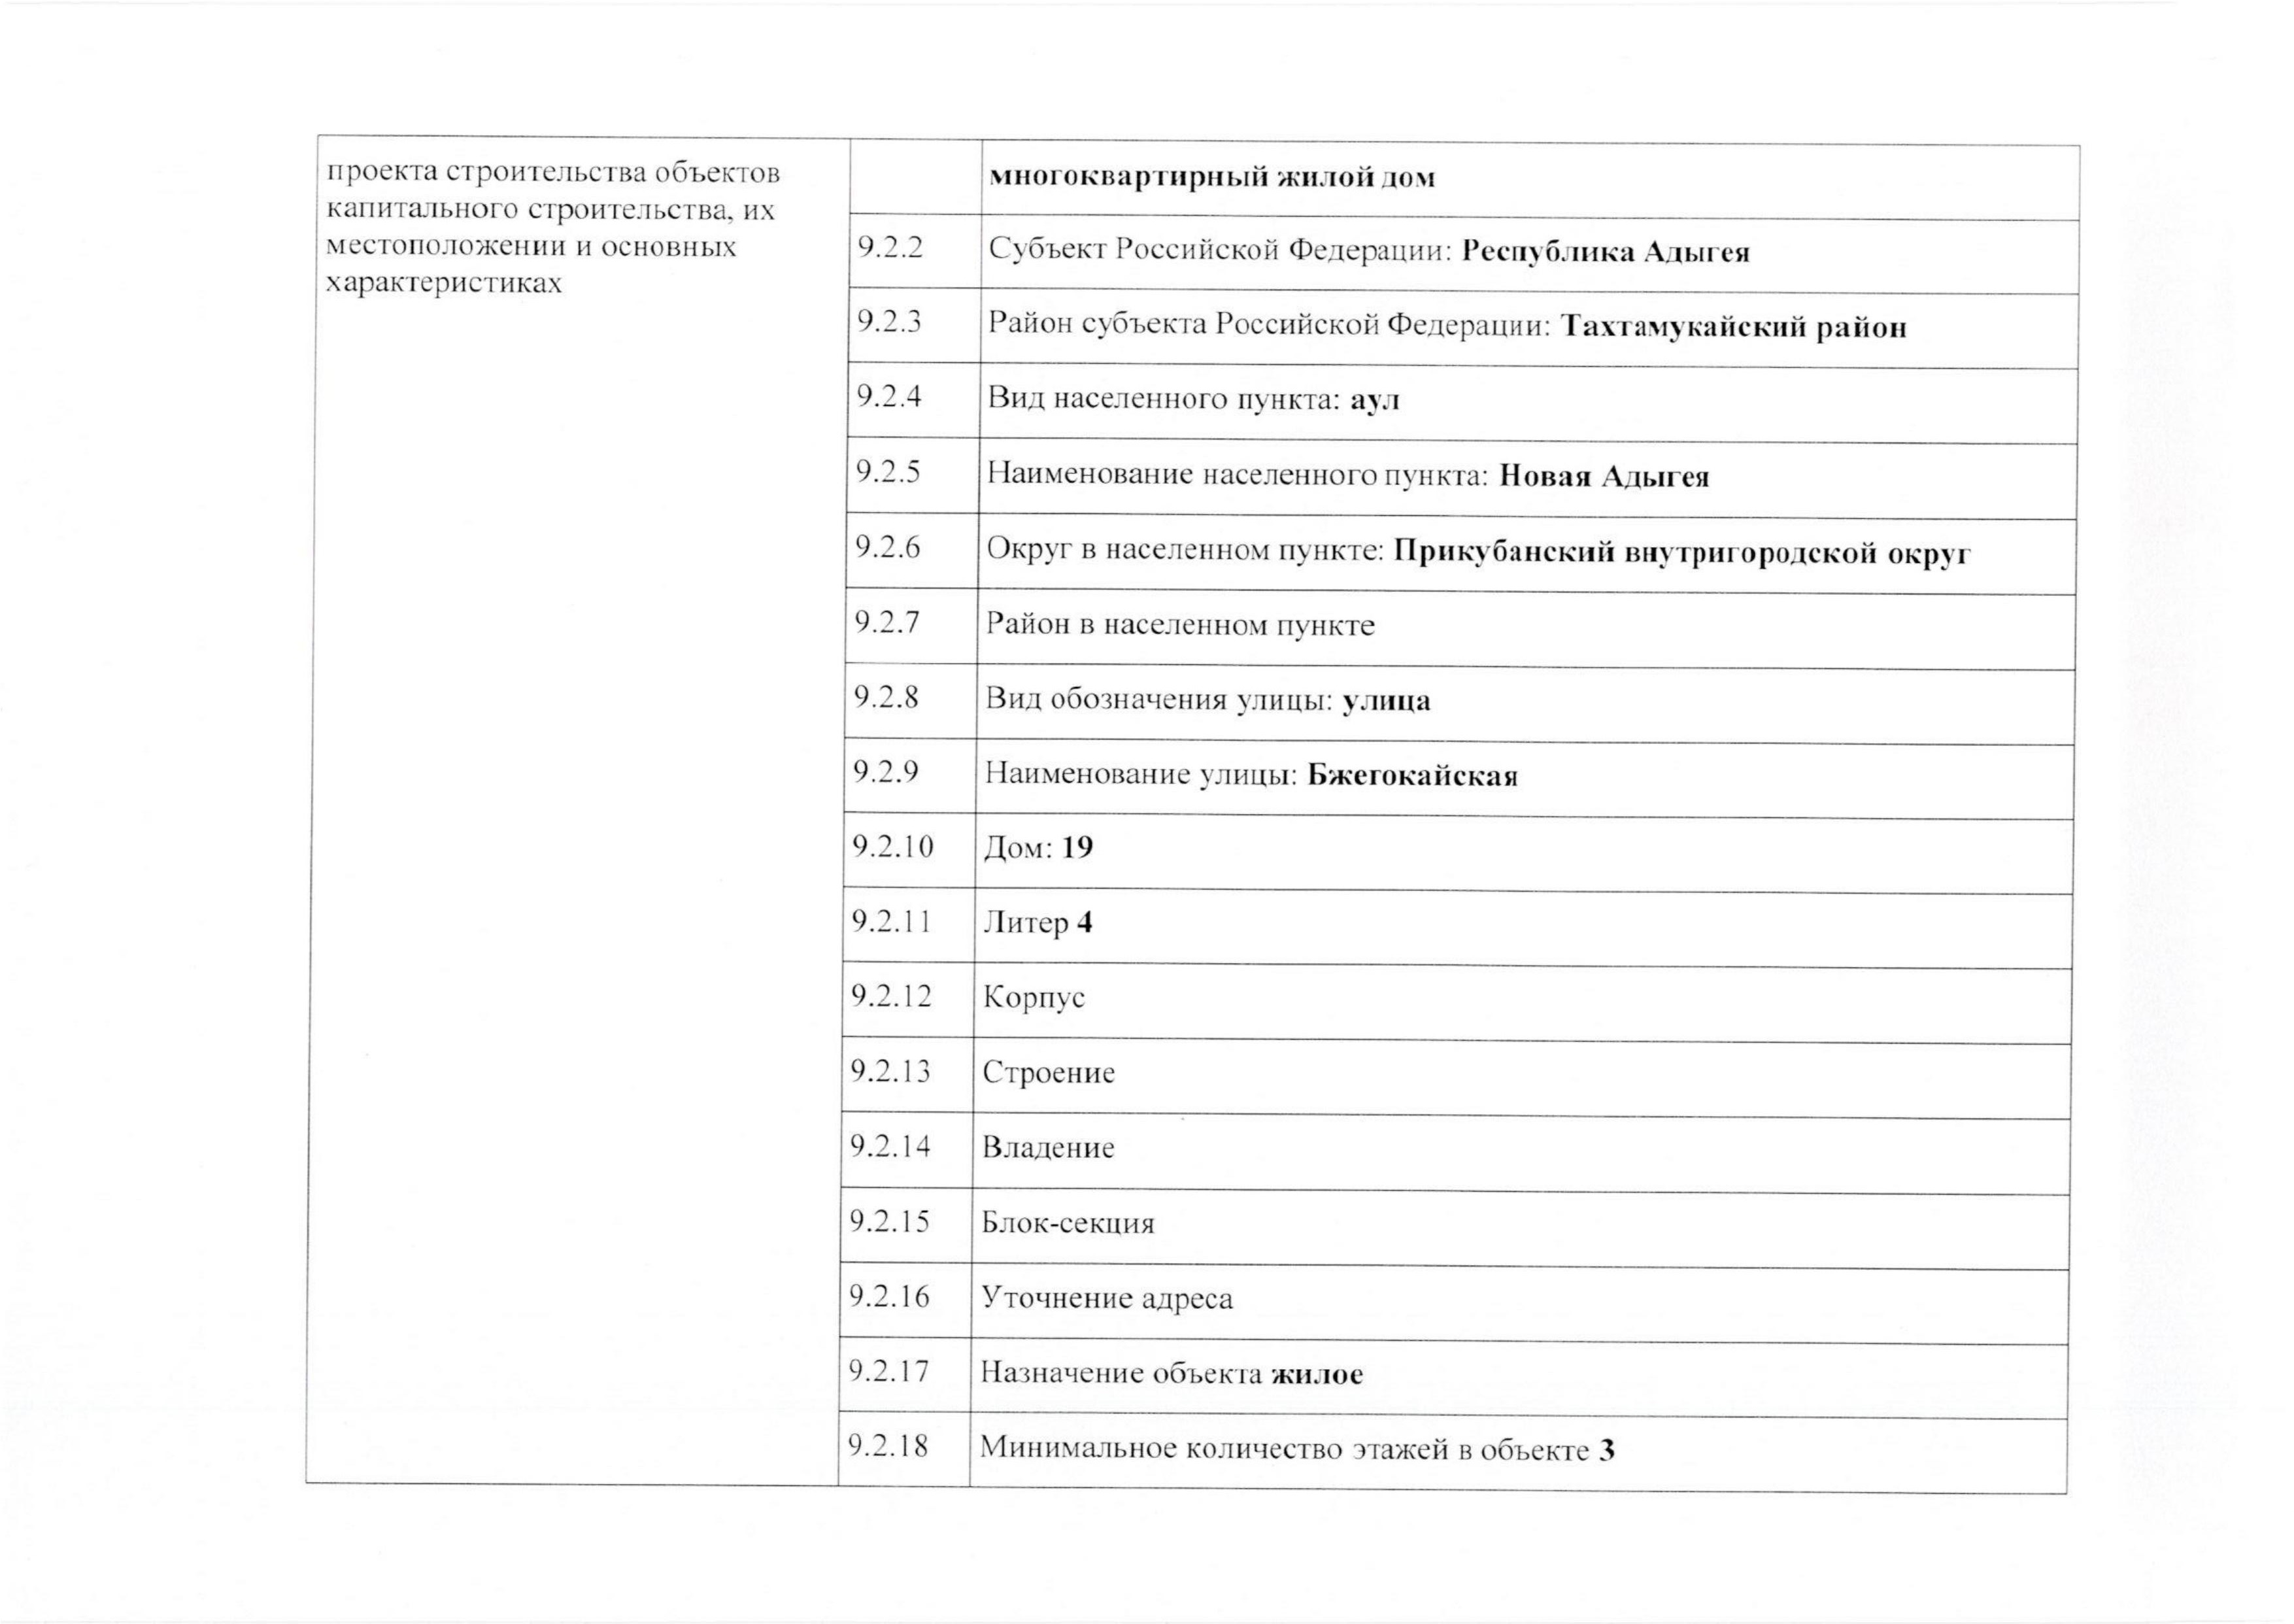 проекта строительства объектов
капитального строительства, их
местоположении и основных
характеристиках
многоквартирный жилой дом
9.2.2 Субъект Российской Федерации: Республика Адыгея
9.2.3 Район субъекта Российской Федерации: Тахтамукайский район
9.2.4 Вид населенного пункта: аул
9.2.5 Наименование населенного пункта: Новая Адыгея
9.2.6 Округ в населенном пункте: Прикубанский внутригородской округ
9.2.7 Район в населенном пункте
9.2.8 Вид обозначения улицы: улица
9.2.9 Наименование улицы: Бжегокайская
9.2.10 Дом: 19
9.2.11 Литер 4
9.2.12 Корпус
9.2.13 Строение
9.2.14 Владение
9.2.15 Блок-секция
9.2.16 Уточнение адреса
9.2.17 Назначение объекта жилое
9.2.18 Минимальное количество этажей в объекте 3